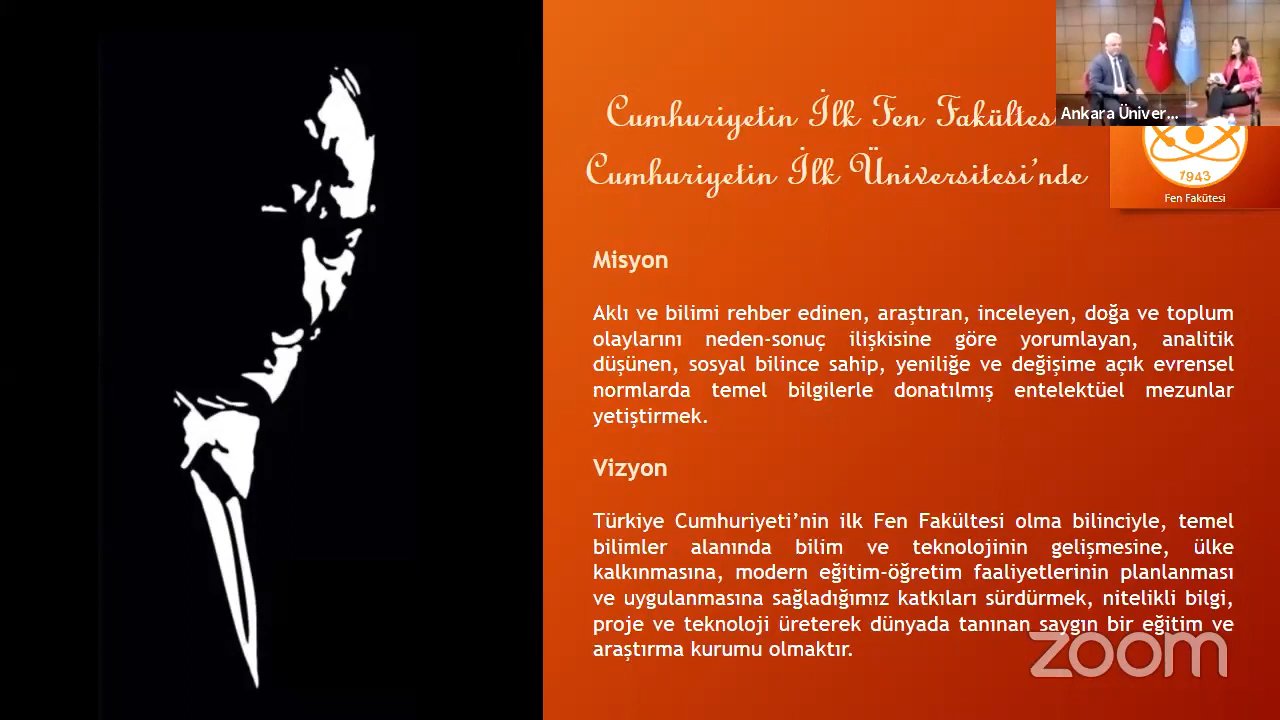 Cumhuriyetin İlk Fen Fakültesi
Cumhuriyetin İlk Üniversitesi’nde
Ankara Üniver...
1943
Fen Fakütesi
Misyon
Aklı ve bilimi rehber edinen, araştıran, inceleyen, doğa ve toplum
olaylarını neden-sonuç ilişkisine göre yorumlayan, analitik
düşünen, sosyal bilince sahip, yeniliğe ve değişime açık evrensel
normlarda temel bilgilerle donatılmış entelektüel mezunlar
yetiştirmek.
Vizyon
Türkiye Cumhuriyeti’nin ilk Fen Fakültesi olma bilinciyle, temel
bilimler alanında bilim ve teknolojinin gelişmesine, ülke
kalkınmasına, modern eğitim-öğretim faaliyetlerinin planlanması
ve uygulanmasına sağladığımız katkıları sürdürmek, nitelikli bilgi,
proje ve teknoloji üreterek dünyada tanınan saygın bir eğitim ve
araştırma kurumu olmaktır.
zoom